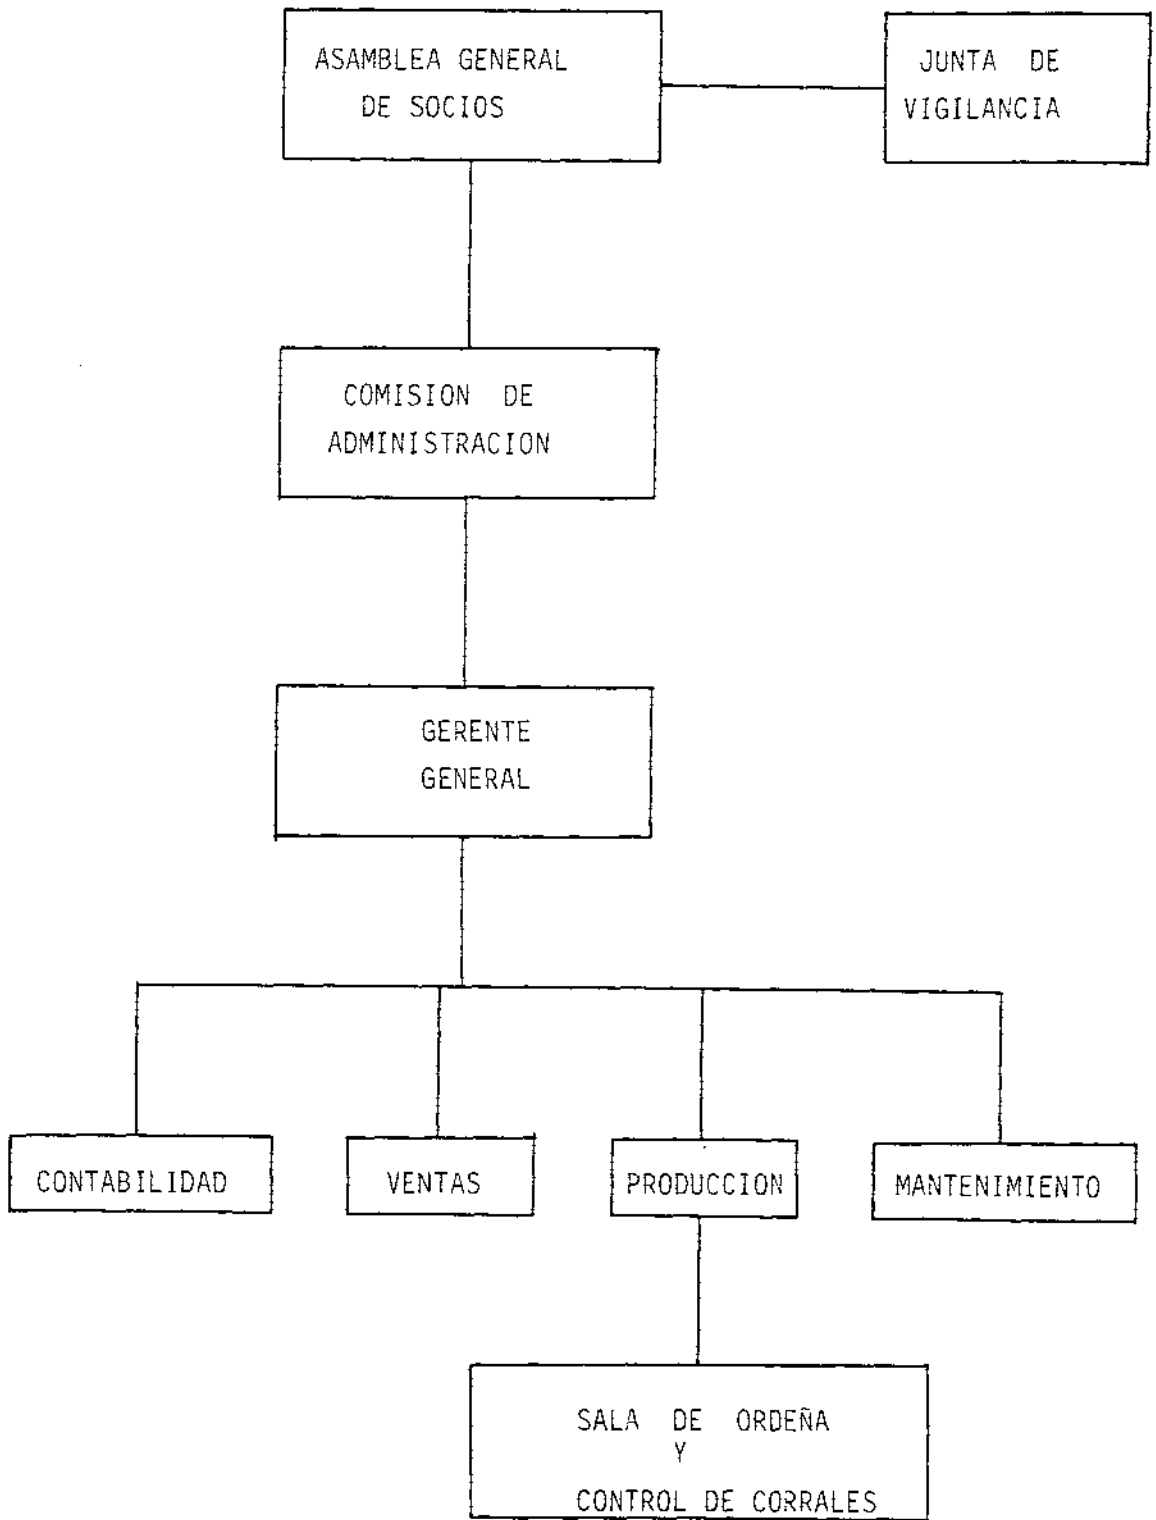 ASAMBLEA GENERAL
DE SOCIOS
JUNTA DE
VIGILANCIA
COMISION DE
ADMINISTRACION
GERENTE
GENERAL
CONTABILIDAD
VENTAS
PRODUCCION
MANTENIMIENTO
SALA DE ORDEÑA
Y
CONTROL DE CORRALES